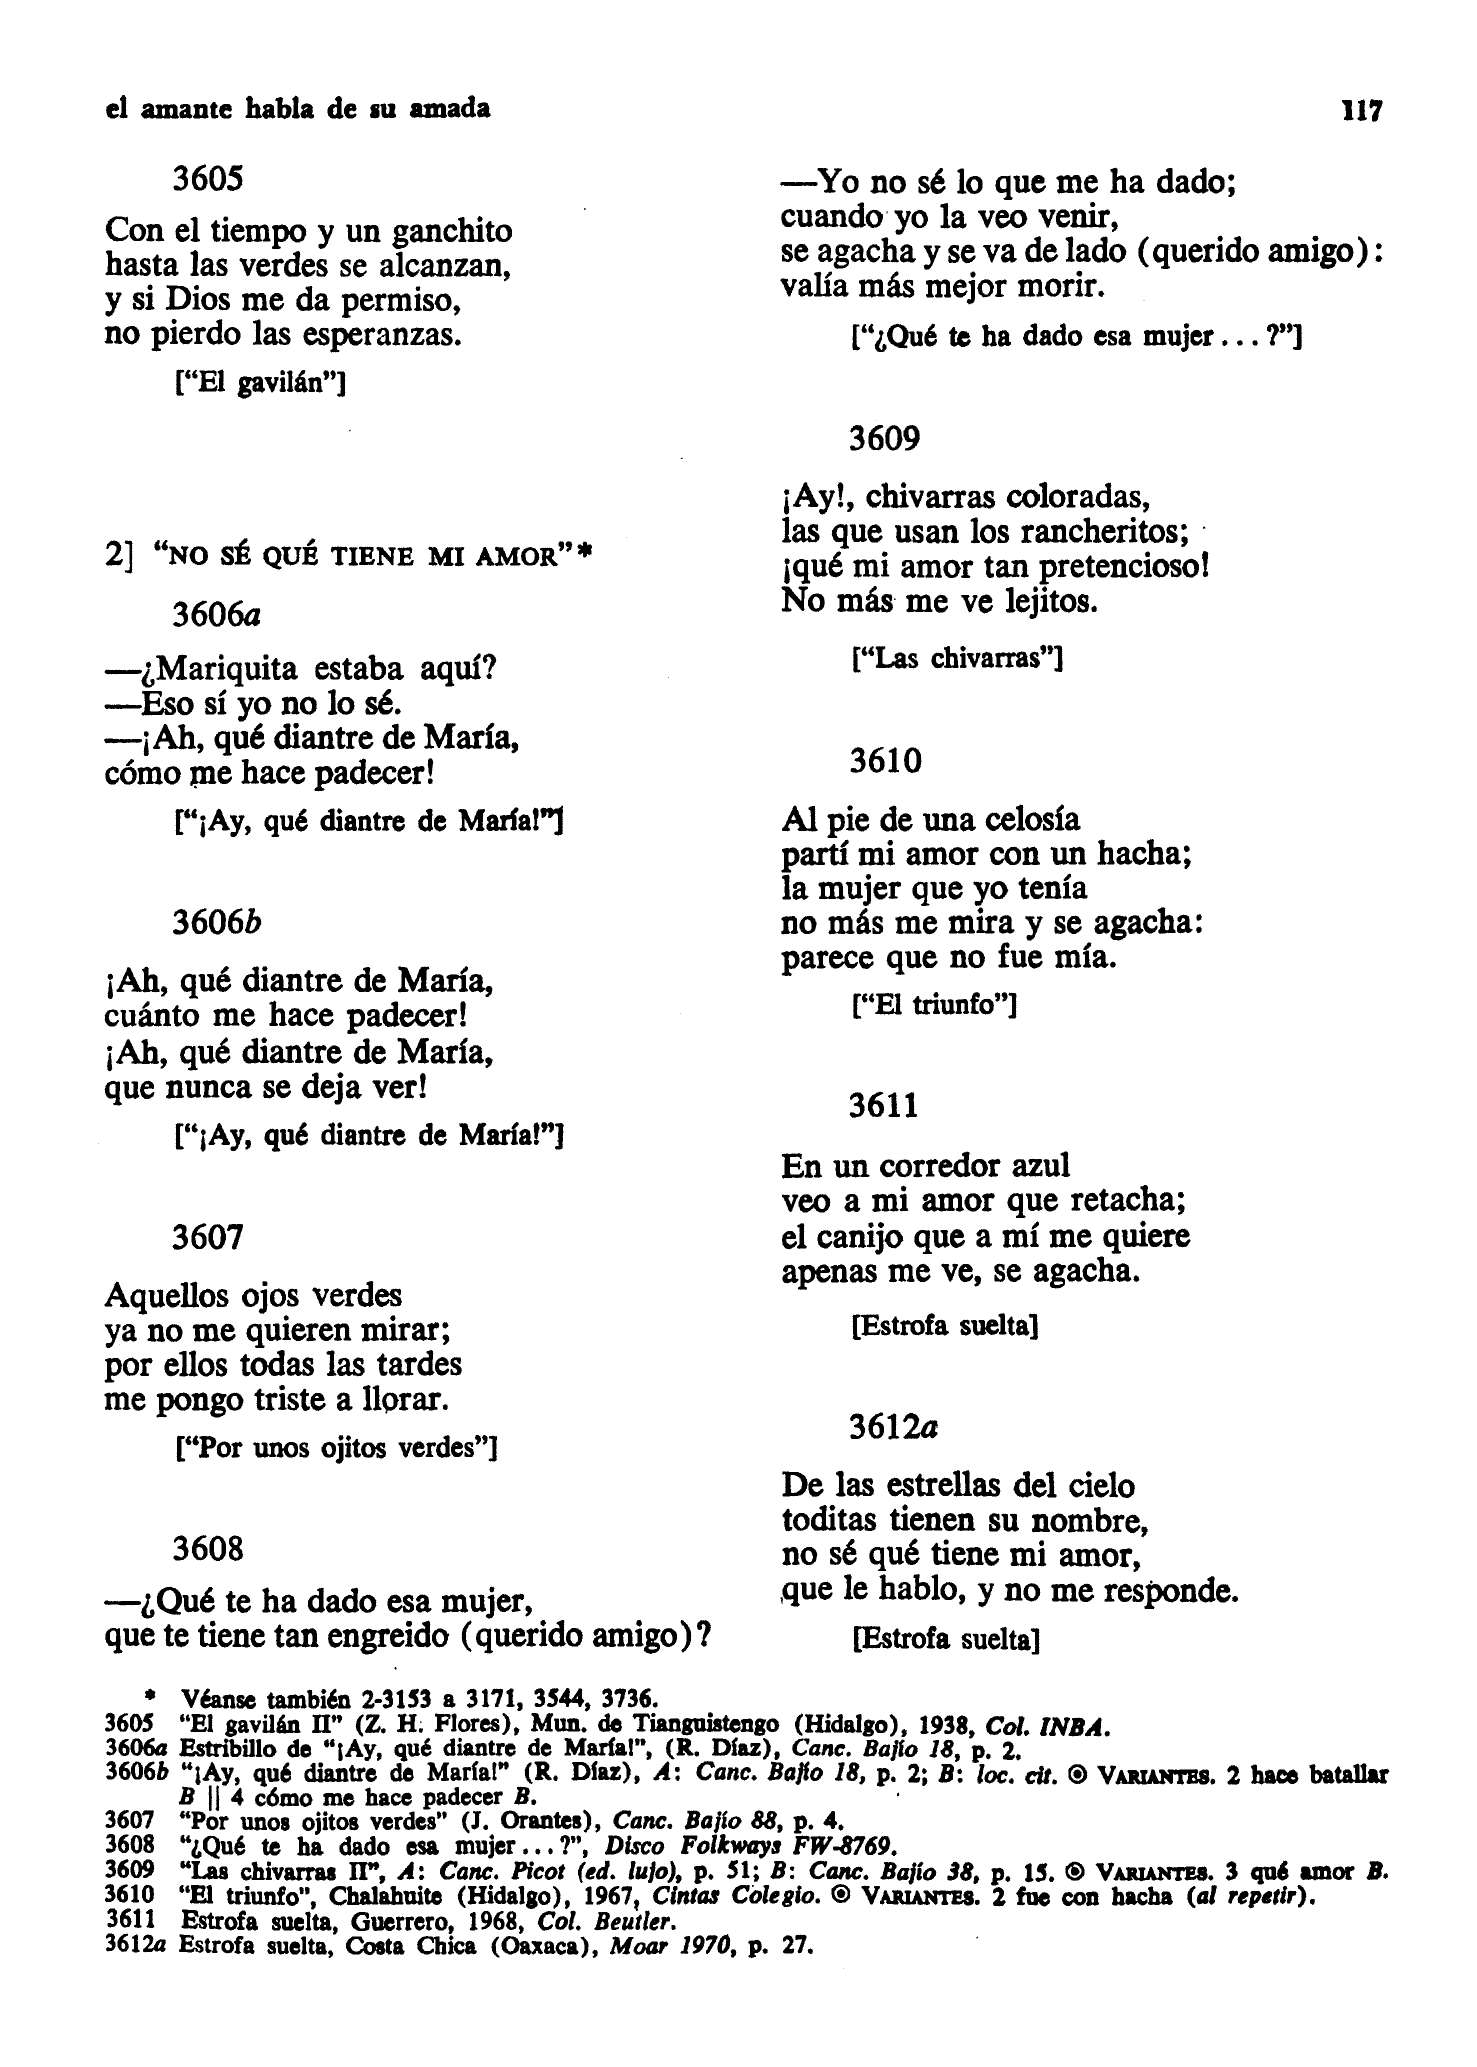 el amante habla de su amada 117
3605
Con el tiempo y un ganchito
hasta las verdes se alcanzan,
y si Dios me da permiso,
no pierdo las esperanzas.
[“El gavilán”]
2] “NO SÉ QUÉ TIENE MI AMOR”*
3606a
—¿Mariquita estaba aquí?
—Eso sí yo no lo sé.
—¡Ah, qué diantre de María,
cómo me hace padecer!
[“¡Ay, qué diantre de María!”]
3606b
¡Ah, qué diantre de María,
cuánto me hace padecer!
¡Ah, qué diantre de María,
que nunca se deja ver!
[“¡Ay, qué diantre de María!”]
3607
Aquellos ojos verdes
ya no me quieren mirar;
por ellos todas las tardes
me pongo triste a llorar.
[“Por unos ojitos verdes”]
3608
—¿Qué te ha dado esa mujer,
que te tiene tan engreido (querido amigo)?
—Yo no sé lo que me ha dado;
cuando yo la veo venir,
se agacha y se va de lado (querido amigo):
valía más mejor morir.
[“¿Qué te ha dado esa mujer...?”]
3609
¡Ay!, chivarras coloradas,
las que usan los rancheritos;
¡qué mi amor tan pretencioso!
No más me ve lejitos.
[“Las chivarras”]
3610
Al pie de una celosía
partí mi amor con un hacha;
la mujer que yo tenía
no más me mira y se agacha:
parece que no fue mía.
[“El triunfo”]
3611
En un corredor azul
veo a mi amor que retacha;
el canijo que a mí me quiere
apenas me ve, se agacha.
[Estrofa suelta]
3612a
De las estrellas del cielo
toditas tienen su nombre,
no sé qué tiene mi amor,
que le hablo, y no me responde.
[Estrofa suelta]
* Véanse también 2-3153 a 3171, 3544, 3736.
3605 “El gavilán II” (Z. H. Flores), Mun. de Tianguistengo (Hidalgo), 1938, Col. INBA.
3606a Estribillo de “¡Ay, qué diantre de María!”, (R. Díaz), Canc. Bajío 18, p. 2.
3606b “¡Ay, qué diantre de María!” (R. Díaz), A: Canc. Bajío 18, p. 2; B: loc. cit. ⊙ VARIANTES. 2 hace batallar
B || 4 cómo me hace padecer B.
3607 “Por unos ojitos verdes” (J. Orantes), Canc. Bajío 88, p. 4.
3608 “¿Qué te ha dado esa mujer...?”, Disco Folkways FW-8769.
3609 “Las chivarras II”, A: Canc. Picot (ed. lujo), p. 51; B: Canc. Bajío 38, p. 15. ⊙ VARIANTES. 3 qué amor B.
3610 “El triunfo”, Chalahuite (Hidalgo), 1967, Cintas Colegio. ⊙ VARIANTES. 2 fue con hacha (al repetir).
3611 Estrofa suelta, Guerrero, 1968, Col. Beutler.
3612a Estrofa suelta, Costa Chica (Oaxaca), Moar 1970, p. 27.